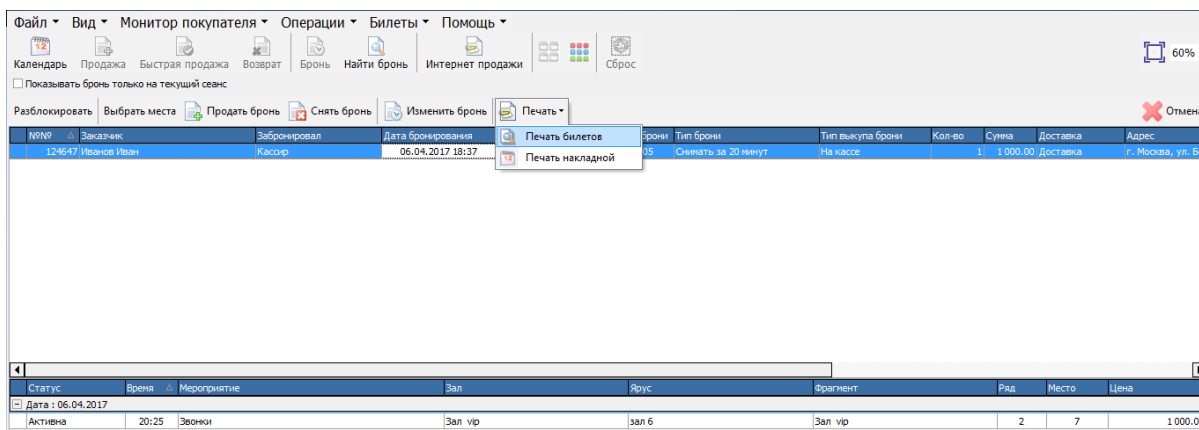 Файл Вид Монитор покупателя Операции Билеты Помощь
12
Календарь Продажа Быстрая продажа Возврат Бронь Найти бронь Интернет продажи Сброс 60%
Показывать бронь только на текущий сеанс
Разблокировать Выбрать места Продать бронь Снять бронь Изменить бронь Печать Отмена
№№ Заказчик Забронировал Дата бронирования брони Тип брони Тип выкупа брони Кол-во Сумма Доставка Адрес
124647 Иванов Иван Кассир 06.04.2017 18:37 05 Снимать за 20 минут На кассе 1 1 000.00 Доставка г. Москва, ул. Б
Печать билетов
12 Печать накладной
Статус Время Мероприятие Зал Ярус Фрагмент Ряд Место Цена
Дата : 06.04.2017
Активна 20:25 Звонки Зал vip зал 6 Зал vip 2 7 1 000.0